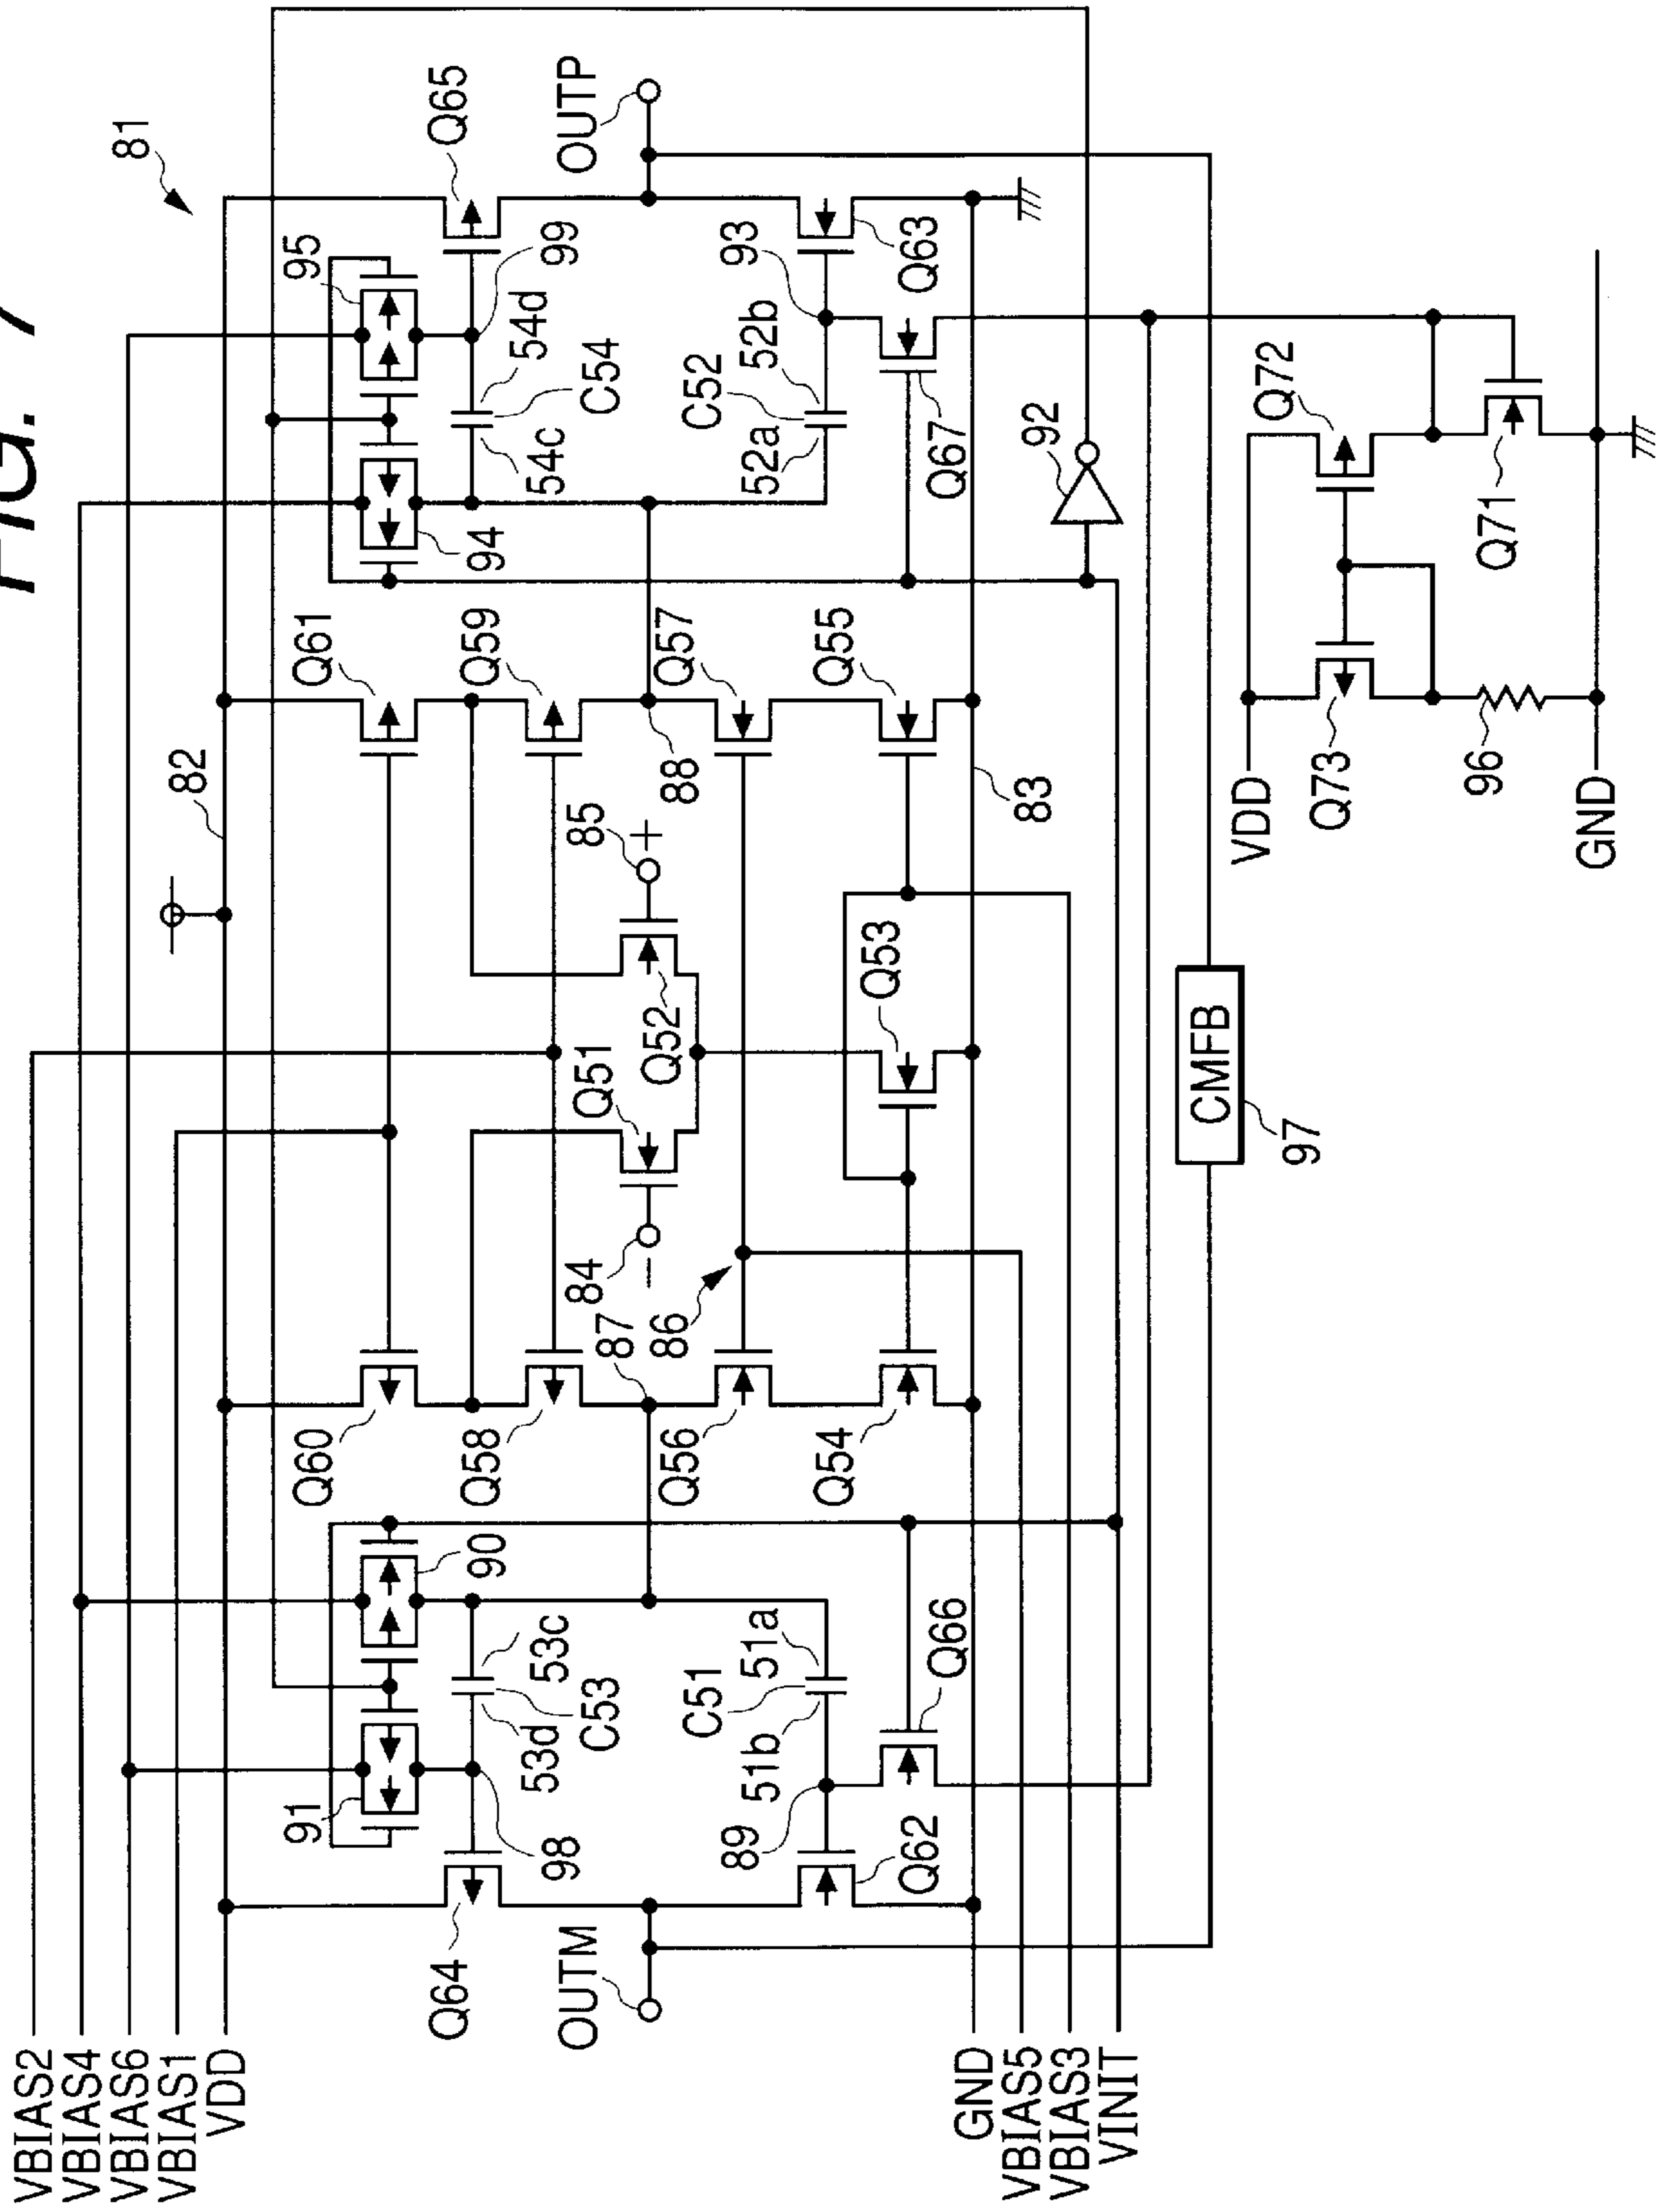 FIG. 7
81
VBIAS2
VBIAS4
VBIAS6
VBIAS1
VDD
82
91
90
Q60
Q61
94
95
Q64
98
53d
53c
C53
Q58
Q59
54c
54d
C54
99
Q65
OUTM
87
84
−
Q51
Q52
85
+
88
OUTP
86
Q56
Q57
89
51b
51a
C51
Q62
Q66
Q54
Q53
Q55
52a
52b
C52
93
Q67
Q63
83
92
GND
VBIAS5
VBIAS3
VINIT
CMFB
97
VDD
Q73
Q72
96
Q71
GND